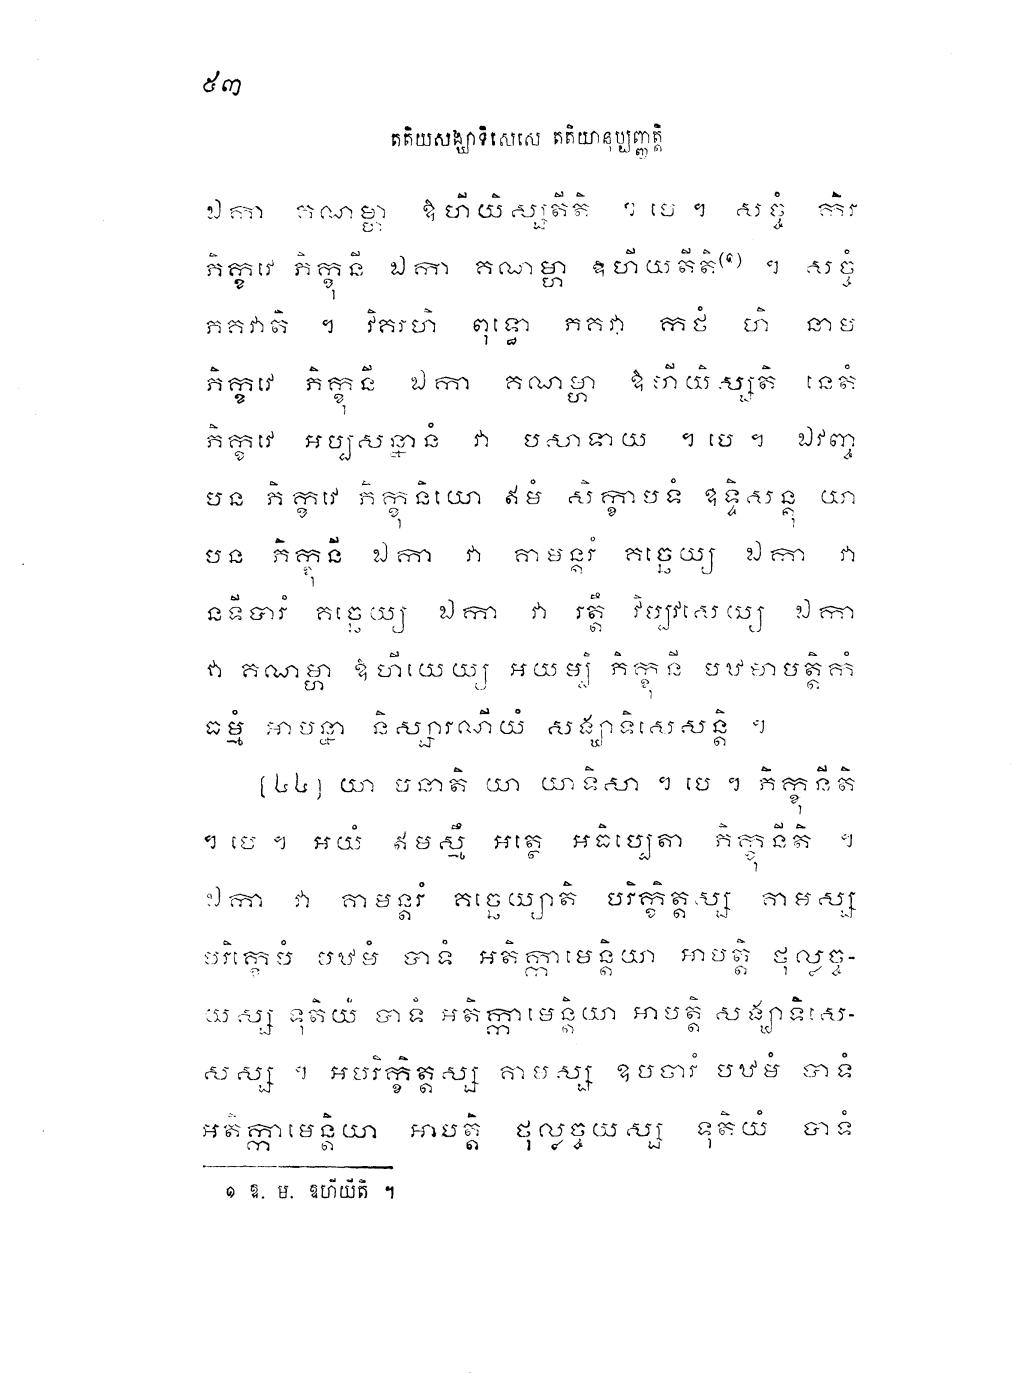 ៥៣
តតិយសង្ឃាទិសេសេ តតិយានុប្បញ្ញត្តិ
ឯកា គណម្ហា ឱហីយិស្សតីតិ ។ បេ ។ សច្ចំ កិរ
ភិក្ខវេ ភិក្ខុនី ឯកា គណម្ហា ឱហីយតីតិ(១) ។ សច្ចំ
ភគវាតិ ។ វិគរហិ ពុទ្ធោ ភគវា កថំ ហិ នាម
ភិក្ខវេ ភិក្ខុនី ឯកា គណម្ហា ឱហីយិស្សតិ នេតំ
ភិក្ខវេ អប្បសន្នានំ វា បសាទាយ ។ បេ ។ ឯវញ្ច
បន ភិក្ខវេ ភិក្ខុនិយោ ឥមំ សិក្ខាបទំ ឧទ្ទិសន្តុ យា
បន ភិក្ខុនី ឯកា វា គាមន្តរំ គច្ឆេយ្យ ឯកា វា
នទីបារំ គច្ឆេយ្យ ឯកា វា រត្តឹ វិប្បវសេយ្យ ឯកា
វា គណម្ហា ឱហីយេយ្យ អយម្បិ ភិក្ខុនី បឋមាបត្តិកំ
ធម្មំ អាបន្នា និស្សារណីយំ សង្ឃាទិសេសន្តិ ។
(៤៤) យា បនាតិ យា យាទិសា ។ បេ ។ ភិក្ខុនីតិ
។ បេ ។ អយំ ឥមស្មឹ អត្ថេ អធិប្បេតា ភិក្ខុនីតិ ។
ឯកា វា គាមន្តរំ គច្ឆេយ្យាតិ បរិក្ខិត្តស្ស គាមស្ស
បរិក្ខេបំ បឋមំ បាទំ អតិក្កាមេន្តិយា អាបត្តិ ថុល្លច្ច-
យស្ស ទុតិយំ បាទំ អតិក្កាមេន្តិយា អាបត្តិ សង្ឃាទិសេ-
សស្ស ។ អបរិក្ខិត្តស្ស គាមស្ស ឧបចារំ បឋមំ បាទំ
អតិក្កាមេន្តិយា អាបត្តិ ថុល្លច្ចយស្ស ទុតិយំ បាទំ
១ ឱ. ម. ឱហីយីតិ ។